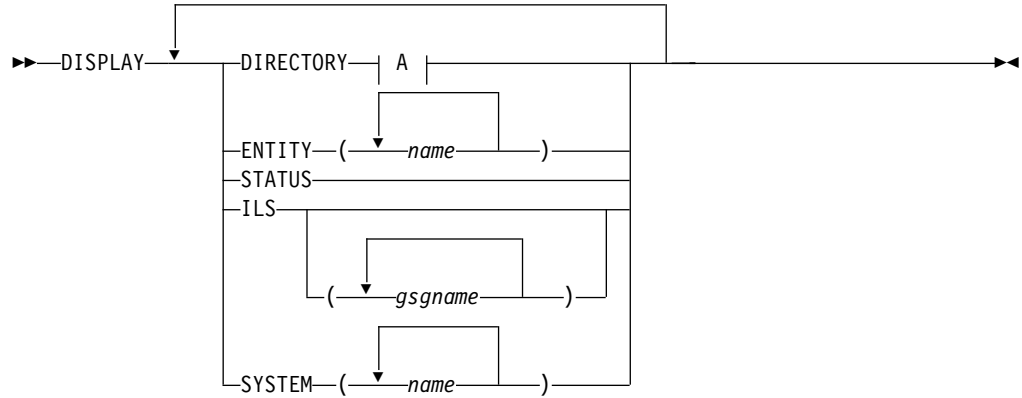 DISPLAY DIRECTORY A
ENTITY ( name )
STATUS
ILS
( gsgname )
SYSTEM ( name )